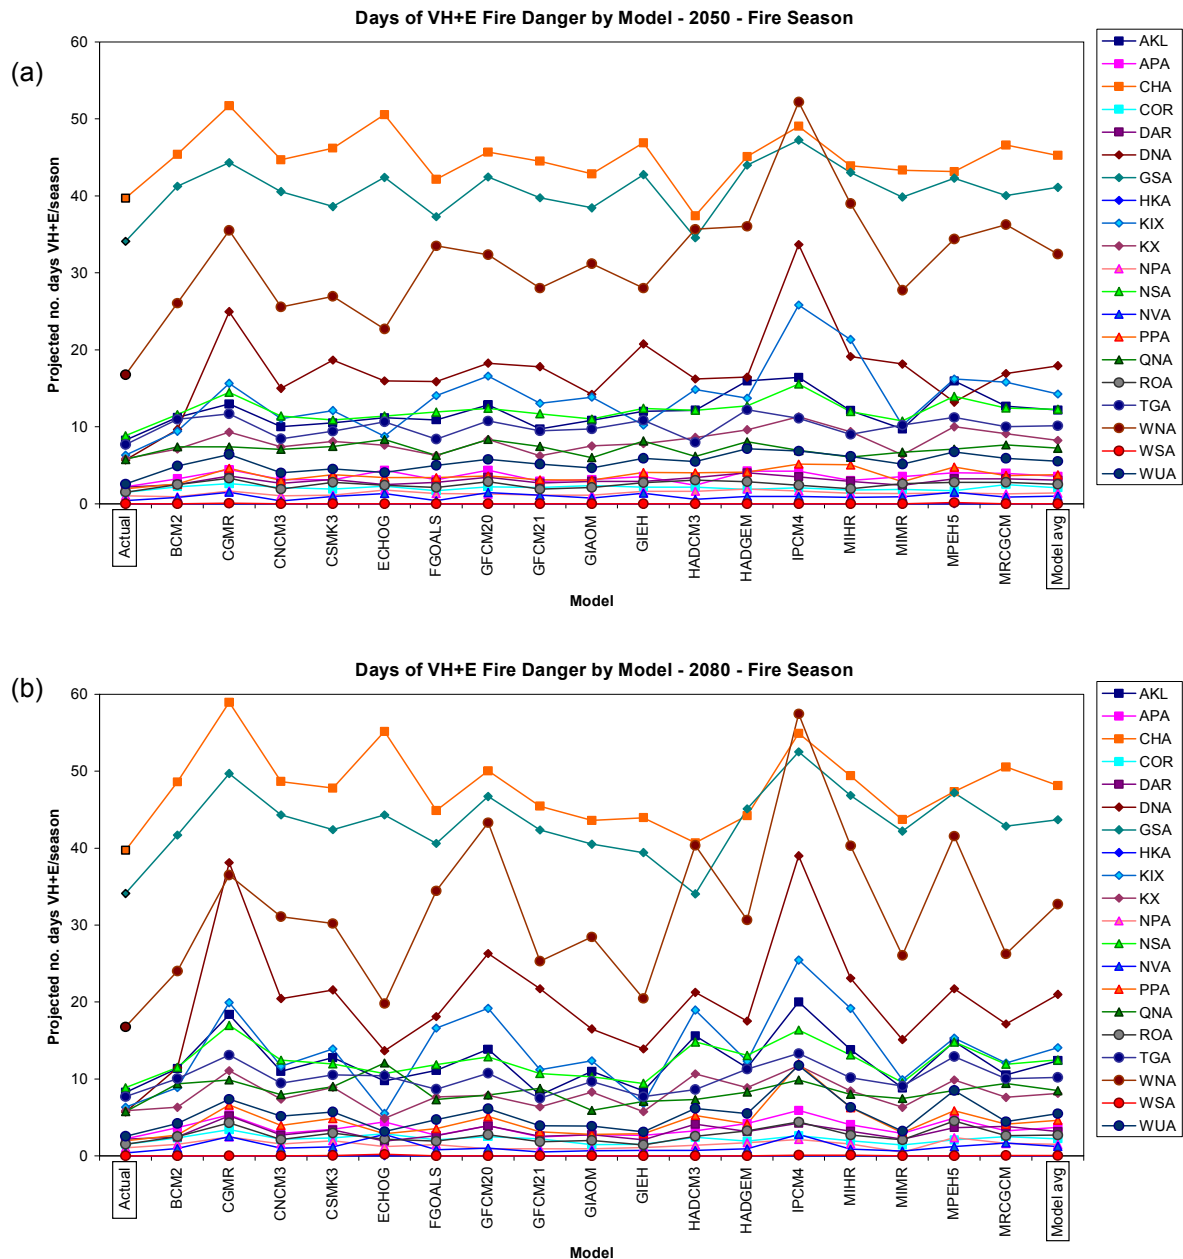 Days of VH+E Fire Danger by Model - 2050 - Fire Season
(a)
Projected no. days VH+E/season
60
50
40
30
20
10
0
Actual
BCM2
CGMR
CNCM3
CSMK3
ECHOG
FGOALS
GFCM20
GFCM21
GIAOM
GIEH
HADCM3
HADGEM
IPCM4
MIHR
MIMR
MPEH5
MRCGCM
Model avg
Model
AKL
APA
CHA
COR
DAR
DNA
GSA
HKA
KIX
KX
NPA
NSA
NVA
PPA
QNA
ROA
TGA
WNA
WSA
WUA
Days of VH+E Fire Danger by Model - 2080 - Fire Season
(b)
Projected no. days VH+E/season
60
50
40
30
20
10
0
Actual
BCM2
CGMR
CNCM3
CSMK3
ECHOG
FGOALS
GFCM20
GFCM21
GIAOM
GIEH
HADCM3
HADGEM
IPCM4
MIHR
MIMR
MPEH5
MRCGCM
Model avg
Model
AKL
APA
CHA
COR
DAR
DNA
GSA
HKA
KIX
KX
NPA
NSA
NVA
PPA
QNA
ROA
TGA
WNA
WSA
WUA